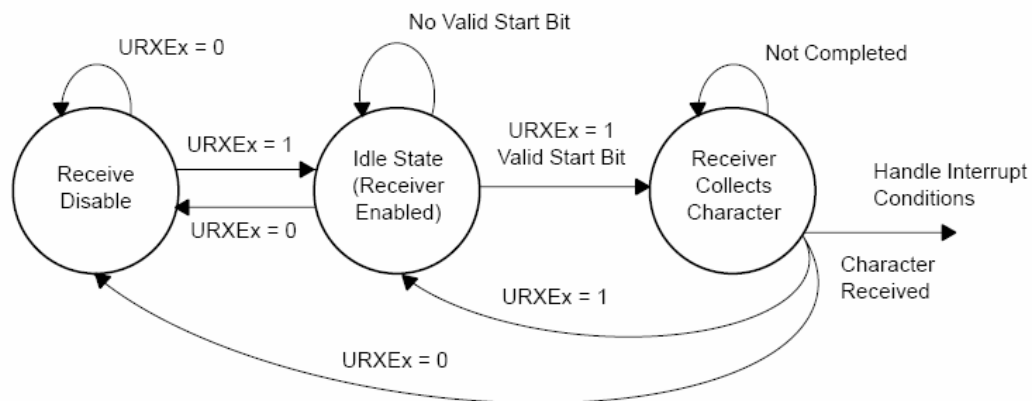 No Valid Start Bit
URXEx = 0
Not Completed
URXEx = 1
URXEx = 1
Valid Start Bit
Receive
Disable
Idle State
(Receiver
Enabled)
Receiver
Collects
Character
Handle Interrupt
Conditions
URXEx = 0
Character
Received
URXEx = 1
URXEx = 0